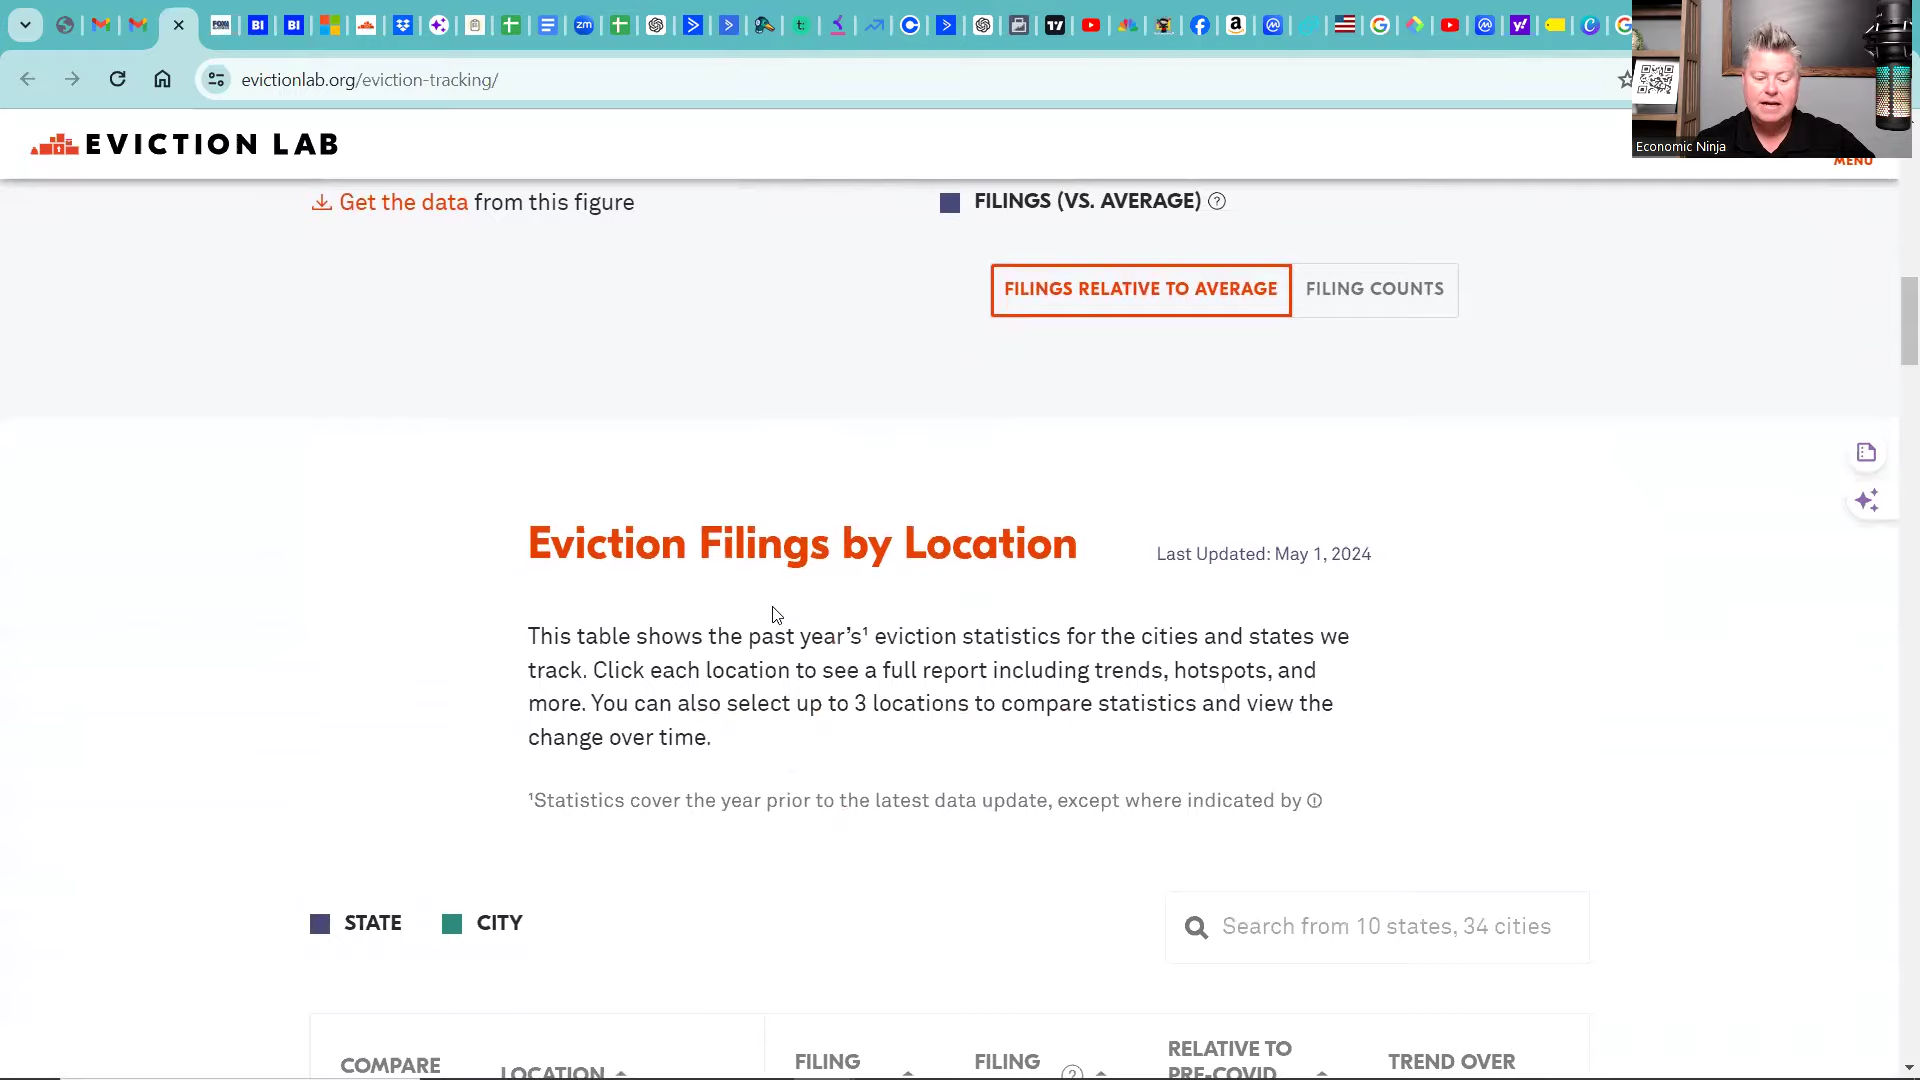 evictionlab.org/eviction-tracking/
EVICTION LAB
Economic Ninja
MENU
Get the data from this figure
FILINGS (VS. AVERAGE)
FILINGS RELATIVE TO AVERAGE
FILING COUNTS
Eviction Filings by Location
Last Updated: May 1, 2024
This table shows the past year's¹ eviction statistics for the cities and states we
track. Click each location to see a full report including trends, hotspots, and
more. You can also select up to 3 locations to compare statistics and view the
change over time.
¹Statistics cover the year prior to the latest data update, except where indicated by
STATE
CITY
Search from 10 states, 34 cities
COMPARE
LOCATION
FILING
FILING
RELATIVE TO
PRE-COVID
TREND OVER